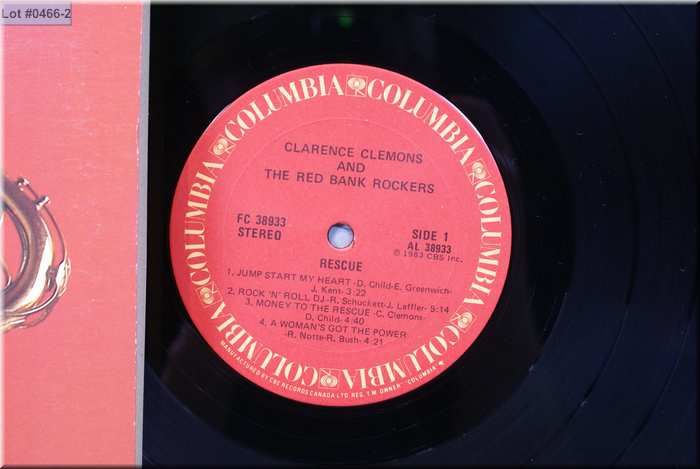 Lot #0466-2
COLUMBIA COLUMBIA COLUMBIA COLUMBIA COLUMBIA COLUMBIA
CLARENCE CLEMONS
AND
THE RED BANK ROCKERS
FC 38933
STEREO
SIDE 1
AL 38933
© 1983 CBS Inc.
RESCUE
1. JUMP START MY HEART -D. Child-E. Greenwich-
J. Kent- 3:22
2. ROCK 'N' ROLL DJ-R. Schuckett-J. Leffler- 5:14
3. MONEY TO THE RESCUE -C. Clemons-
D. Child- 4:40
4. A WOMAN'S GOT THE POWER
-R. Notte-R. Bush- 4:21
MANUFACTURED BY CBS RECORDS CANADA LTD. REG. T.M. OWNER "COLUMBIA"